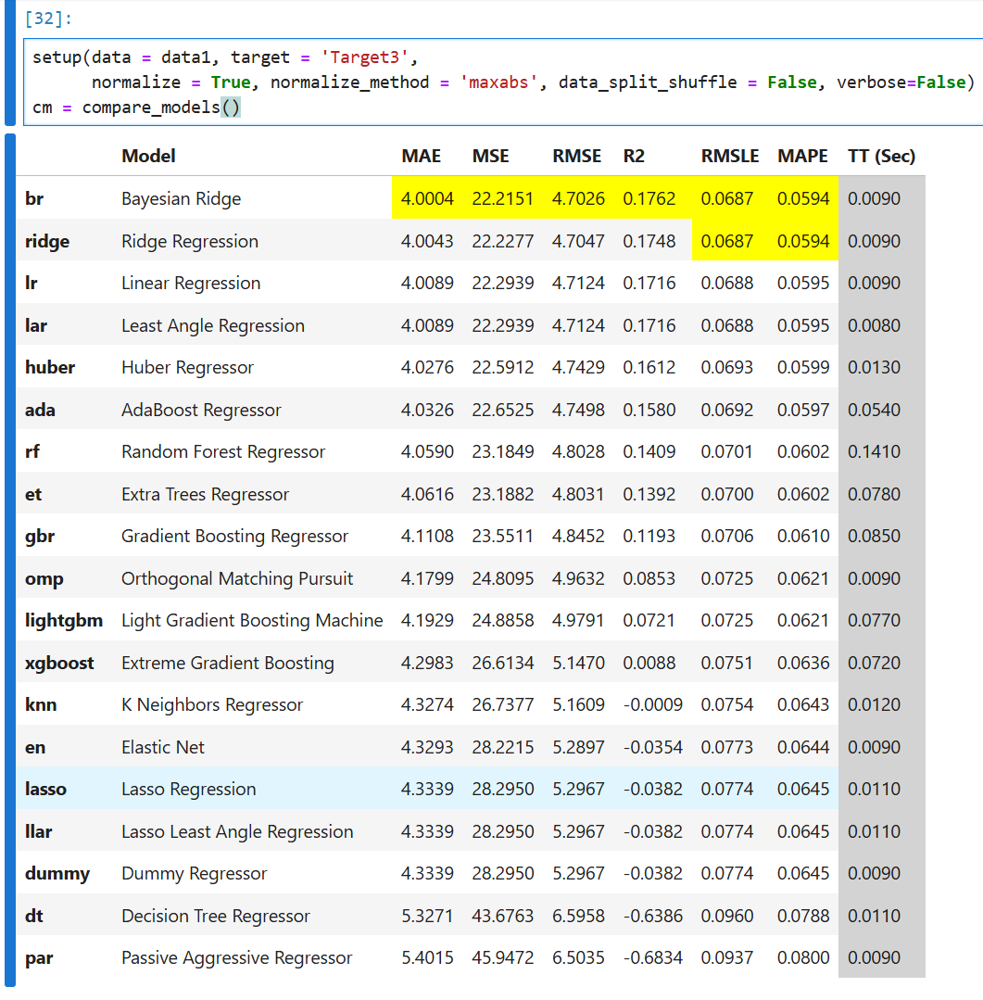 [32]:
setup(data = data1, target = 'Target3',
normalize = True, normalize_method = 'maxabs', data_split_shuffle = False, verbose=False)
cm = compare_models()
Model MAE MSE RMSE R2 RMSLE MAPE TT (Sec)
br Bayesian Ridge 4.0004 22.2151 4.7026 0.1762 0.0687 0.0594 0.0090
ridge Ridge Regression 4.0043 22.2277 4.7047 0.1748 0.0687 0.0594 0.0090
lr Linear Regression 4.0089 22.2939 4.7124 0.1716 0.0688 0.0595 0.0090
lar Least Angle Regression 4.0089 22.2939 4.7124 0.1716 0.0688 0.0595 0.0080
huber Huber Regressor 4.0276 22.5912 4.7429 0.1612 0.0693 0.0599 0.0130
ada AdaBoost Regressor 4.0326 22.6525 4.7498 0.1580 0.0692 0.0597 0.0540
rf Random Forest Regressor 4.0590 23.1849 4.8028 0.1409 0.0701 0.0602 0.1410
et Extra Trees Regressor 4.0616 23.1882 4.8031 0.1392 0.0700 0.0602 0.0780
gbr Gradient Boosting Regressor 4.1108 23.5511 4.8452 0.1193 0.0706 0.0610 0.0850
omp Orthogonal Matching Pursuit 4.1799 24.8095 4.9632 0.0853 0.0725 0.0621 0.0090
lightgbm Light Gradient Boosting Machine 4.1929 24.8858 4.9791 0.0721 0.0725 0.0621 0.0770
xgboost Extreme Gradient Boosting 4.2983 26.6134 5.1470 0.0088 0.0751 0.0636 0.0720
knn K Neighbors Regressor 4.3274 26.7377 5.1609 -0.0009 0.0754 0.0643 0.0120
en Elastic Net 4.3293 28.2215 5.2897 -0.0354 0.0773 0.0644 0.0090
lasso Lasso Regression 4.3339 28.2950 5.2967 -0.0382 0.0774 0.0645 0.0110
llar Lasso Least Angle Regression 4.3339 28.2950 5.2967 -0.0382 0.0774 0.0645 0.0110
dummy Dummy Regressor 4.3339 28.2950 5.2967 -0.0382 0.0774 0.0645 0.0090
dt Decision Tree Regressor 5.3271 43.6763 6.5958 -0.6386 0.0960 0.0788 0.0110
par Passive Aggressive Regressor 5.4015 45.9472 6.5035 -0.6834 0.0937 0.0800 0.0090